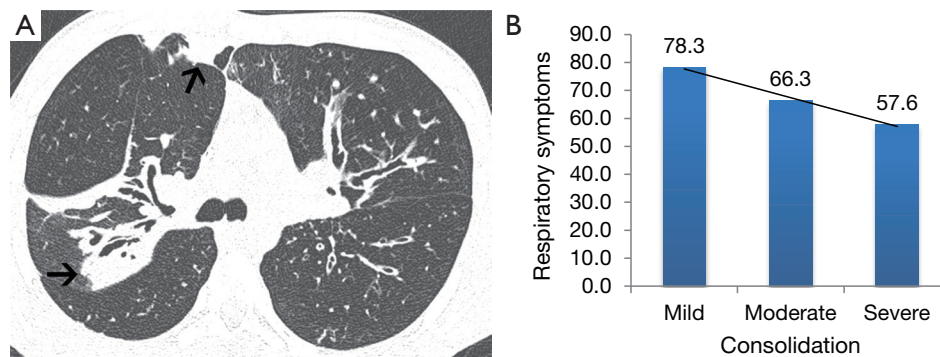 A
B
Respiratory symptoms
90.0
80.0
70.0
60.0
50.0
40.0
30.0
20.0
10.0
0.0
78.3
66.3
57.6
Mild Moderate Severe
Consolidation